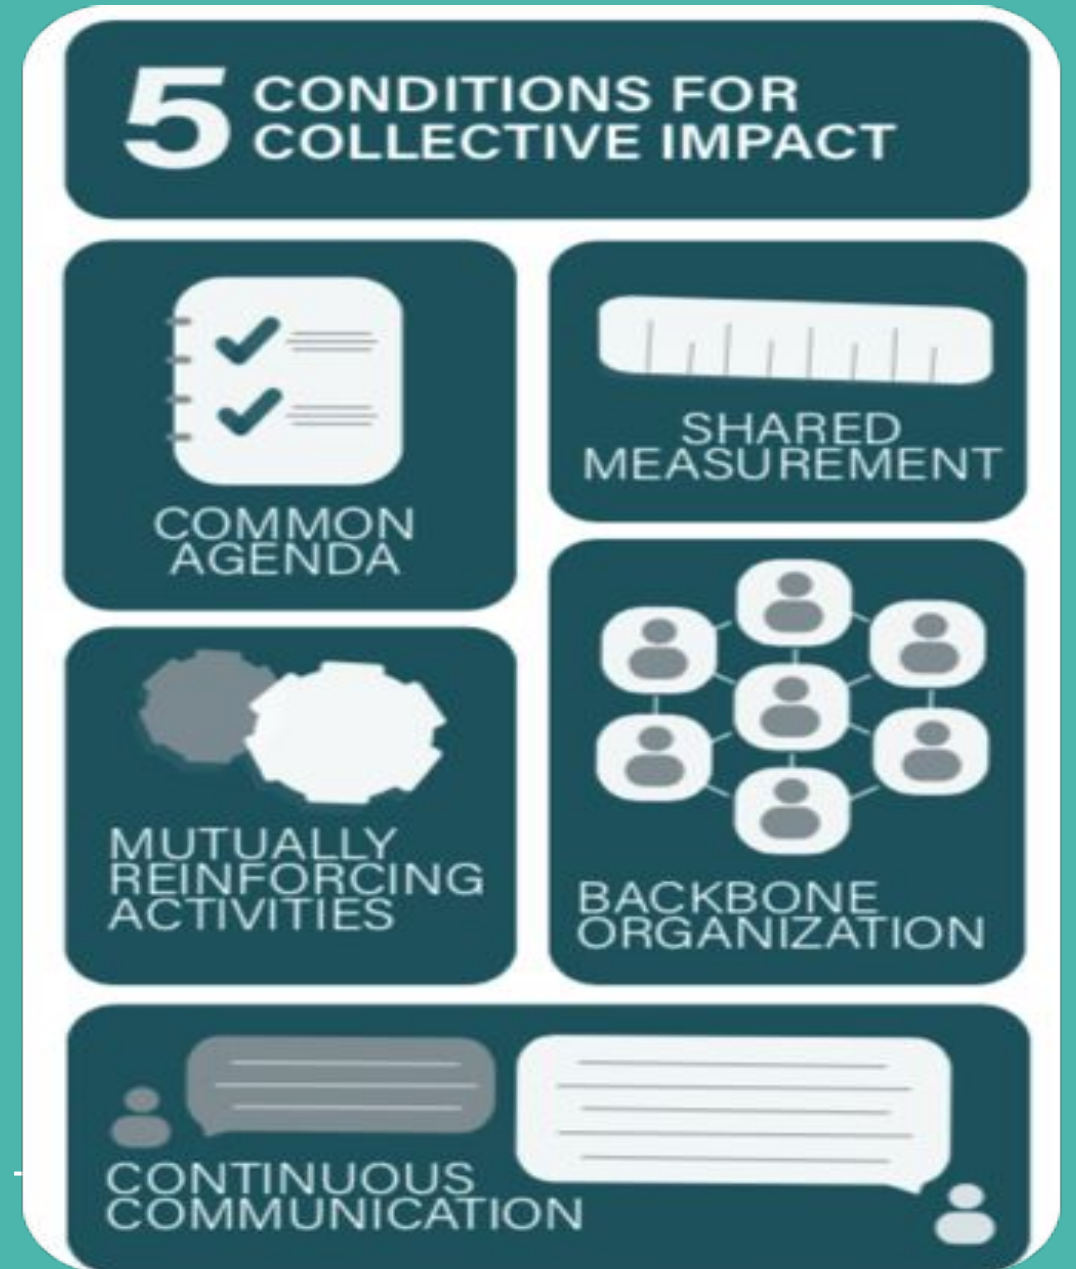 5 CONDITIONS FOR
COLLECTIVE IMPACT
COMMON
AGENDA
SHARED
MEASUREMENT
MUTUALLY
REINFORCING
ACTIVITIES
BACKBONE
ORGANIZATION
CONTINUOUS
COMMUNICATION